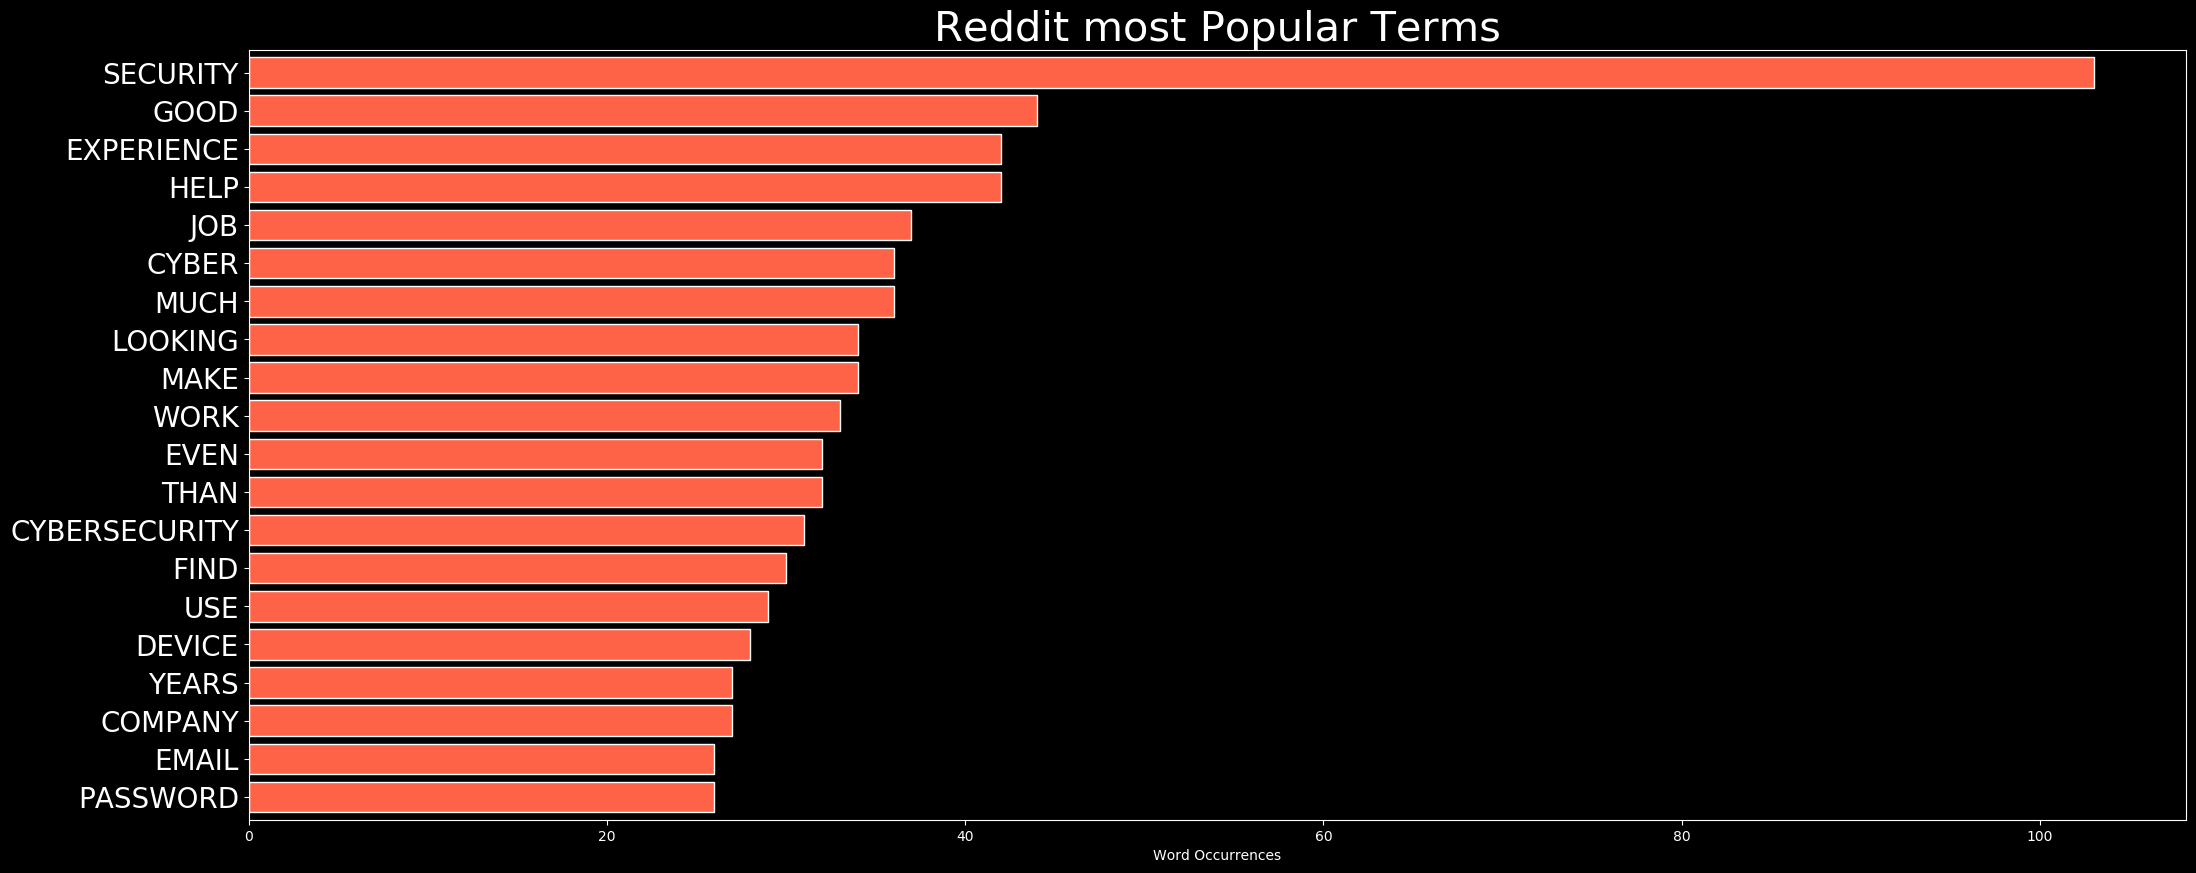 Reddit most Popular Terms
SECURITY
GOOD
EXPERIENCE
HELP
JOB
CYBER
MUCH
LOOKING
MAKE
WORK
EVEN
THAN
CYBERSECURITY
FIND
USE
DEVICE
YEARS
COMPANY
EMAIL
PASSWORD
0 20 40 60 80 100
Word Occurrences